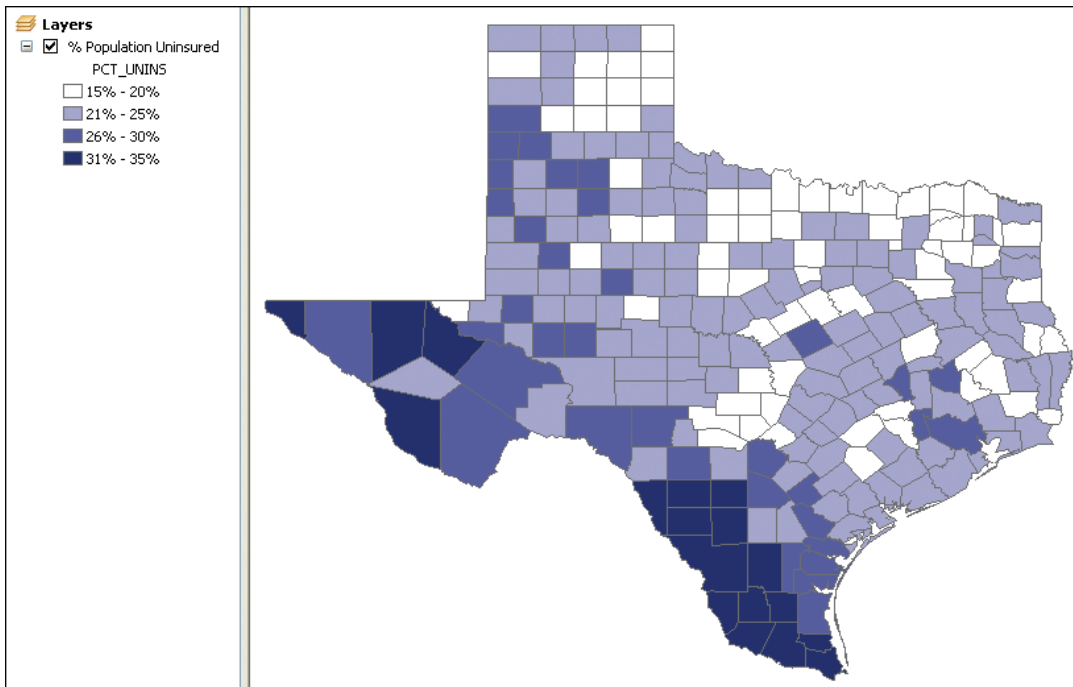 Layers
% Population Uninsured
PCT_UNINS
15% - 20%
21% - 25%
26% - 30%
31% - 35%